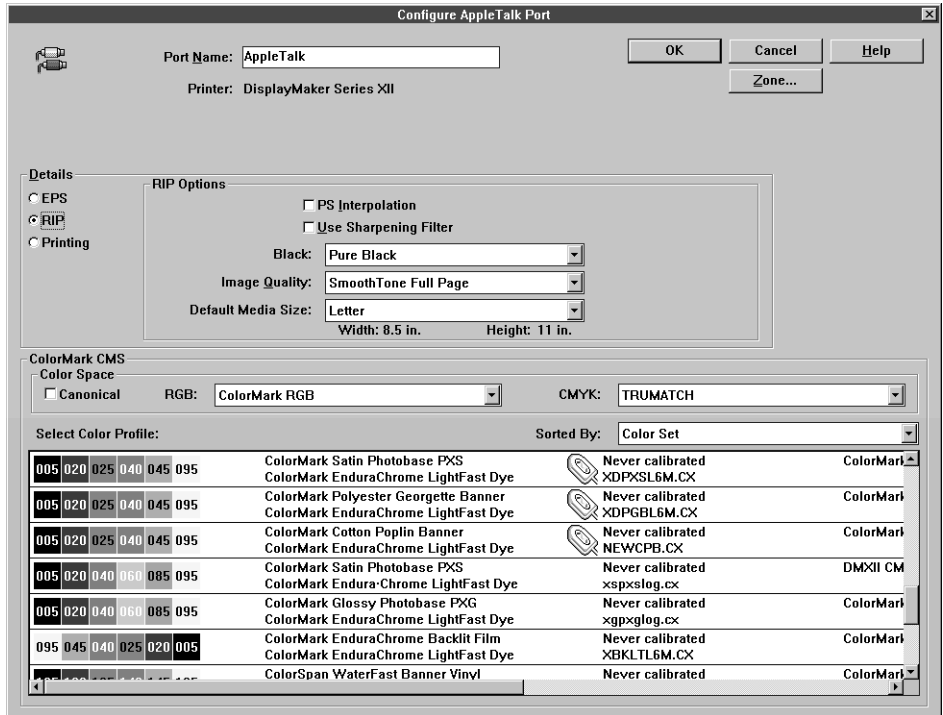 Configure AppleTalk Port
Port Name: AppleTalk
OK Cancel Help
Printer: DisplayMaker Series XII
Zone...
Details
EPS
RIP
Printing
RIP Options
PS Interpolation
Use Sharpening Filter
Black: Pure Black
Image Quality: SmoothTone Full Page
Default Media Size: Letter
Width: 8.5 in. Height: 11 in.
ColorMark CMS
Color Space
Canonical RGB: ColorMark RGB CMYK: TRUMATCH
Select Color Profile: Sorted By: Color Set
005 020 025 040 045 095
ColorMark Satin Photobase PXS Never calibrated ColorMark
ColorMark EnduraChrome LightFast Dye XDPXSL6M.CX
005 020 025 040 045 095
ColorMark Polyester Georgette Banner Never calibrated ColorMark
ColorMark EnduraChrome LightFast Dye XDPGBL6M.CX
005 020 025 040 045 095
ColorMark Cotton Poplin Banner Never calibrated ColorMark
ColorMark EnduraChrome LightFast Dye NEWCPB.CX
005 020 040 060 085 095
ColorMark Satin Photobase PXS Never calibrated DMXII CM
ColorMark Endura·Chrome LightFast Dye xspxslog.cx
005 020 040 060 085 095
ColorMark Glossy Photobase PXG Never calibrated ColorMark
ColorMark EnduraChrome LightFast Dye xgpxglog.cx
095 045 040 025 020 005
ColorMark EnduraChrome Backlit Film Never calibrated ColorMark
ColorMark EnduraChrome LightFast Dye XBKLTL6M.CX
ColorSpan WaterFast Banner Vinyl Never calibrated ColorMark